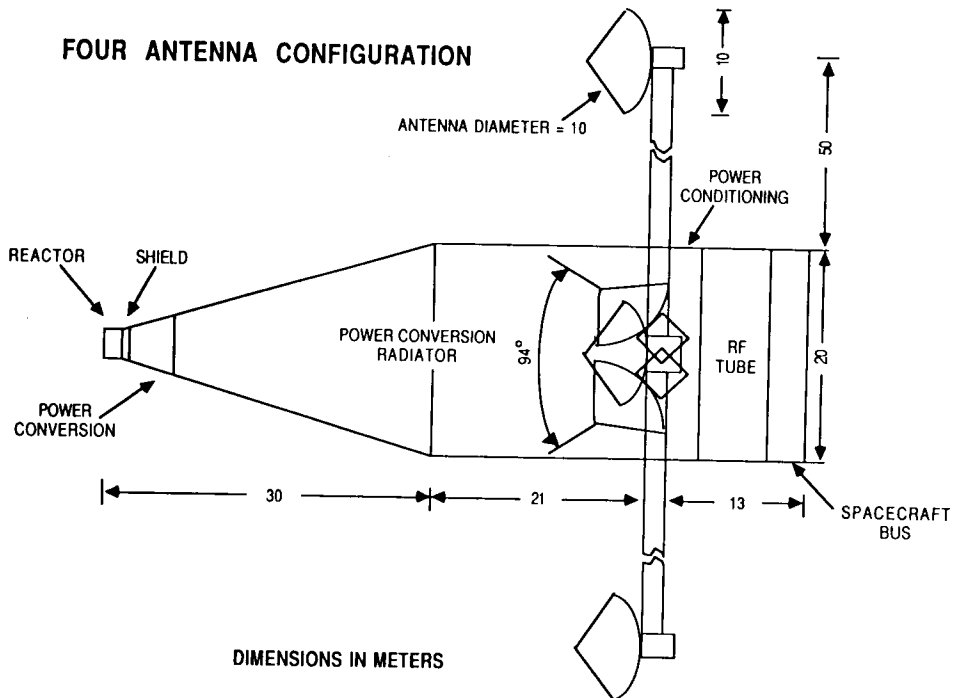 FOUR ANTENNA CONFIGURATION
10
ANTENNA DIAMETER = 10
50
POWER
CONDITIONING
REACTOR
SHIELD
POWER CONVERSION
RADIATOR
94°
RF
TUBE
20
POWER
CONVERSION
30
21
13
SPACECRAFT
BUS
DIMENSIONS IN METERS